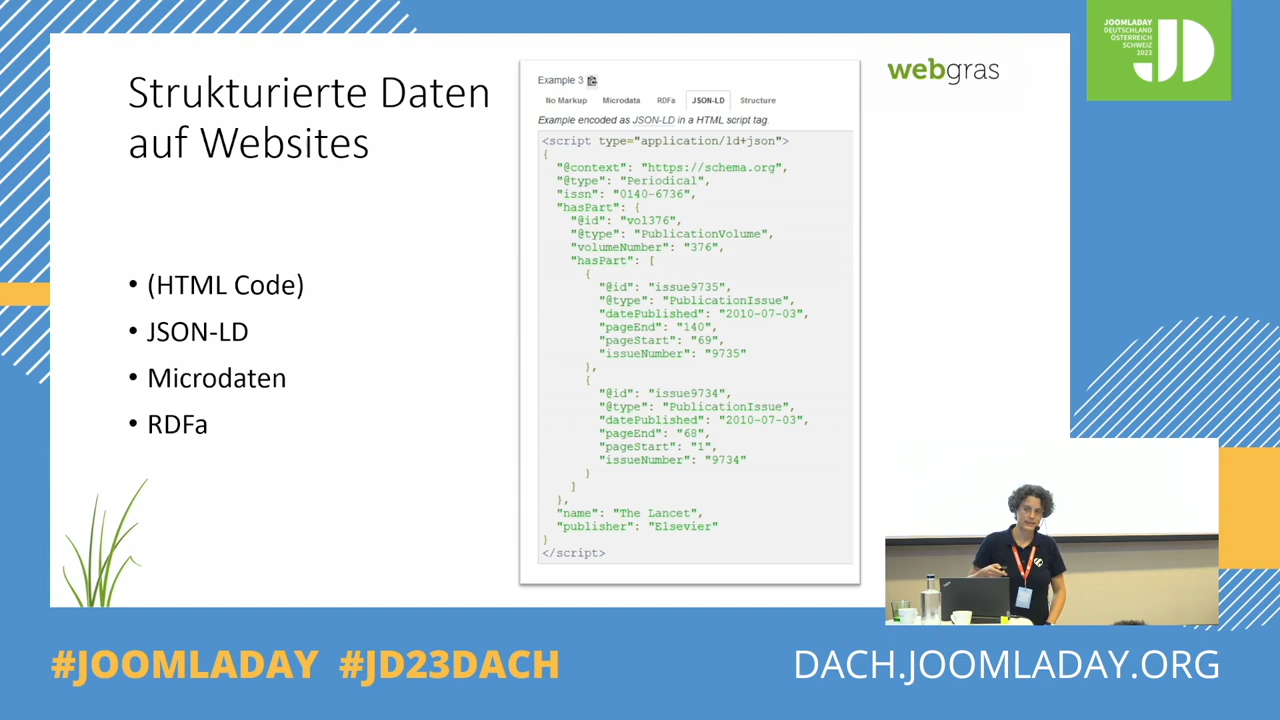 Strukturierte Daten
auf Websites
• (HTML Code)
• JSON-LD
• Microdaten
• RDFa
Example 3
No Markup Microdata RDFa JSON-LD Structure
Example encoded as JSON-LD in a HTML script tag.
<script type="application/ld+json">
{
"@context": "https://schema.org",
"@type": "Periodical",
"issn": "0140-6736",
"hasPart": {
"@id": "vol376",
"@type": "PublicationVolume",
"volumeNumber": "376",
"hasPart": [
{
"@id": "issue9735",
"@type": "PublicationIssue",
"datePublished": "2010-07-03",
"pageEnd": "140",
"pageStart": "69",
"issueNumber": "9735"
},
{
"@id": "issue9734",
"@type": "PublicationIssue",
"datePublished": "2010-07-03",
"pageEnd": "68",
"pageStart": "1",
"issueNumber": "9734"
}
]
},
"name": "The Lancet",
"publisher": "Elsevier"
}
</script>
webgras
JOOMLADAY
DEUTSCHLAND
ÖSTERREICH
SCHWEIZ
2023
JD
#JOOMLADAY #JD23DACH
DACH.JOOMLADAY.ORG